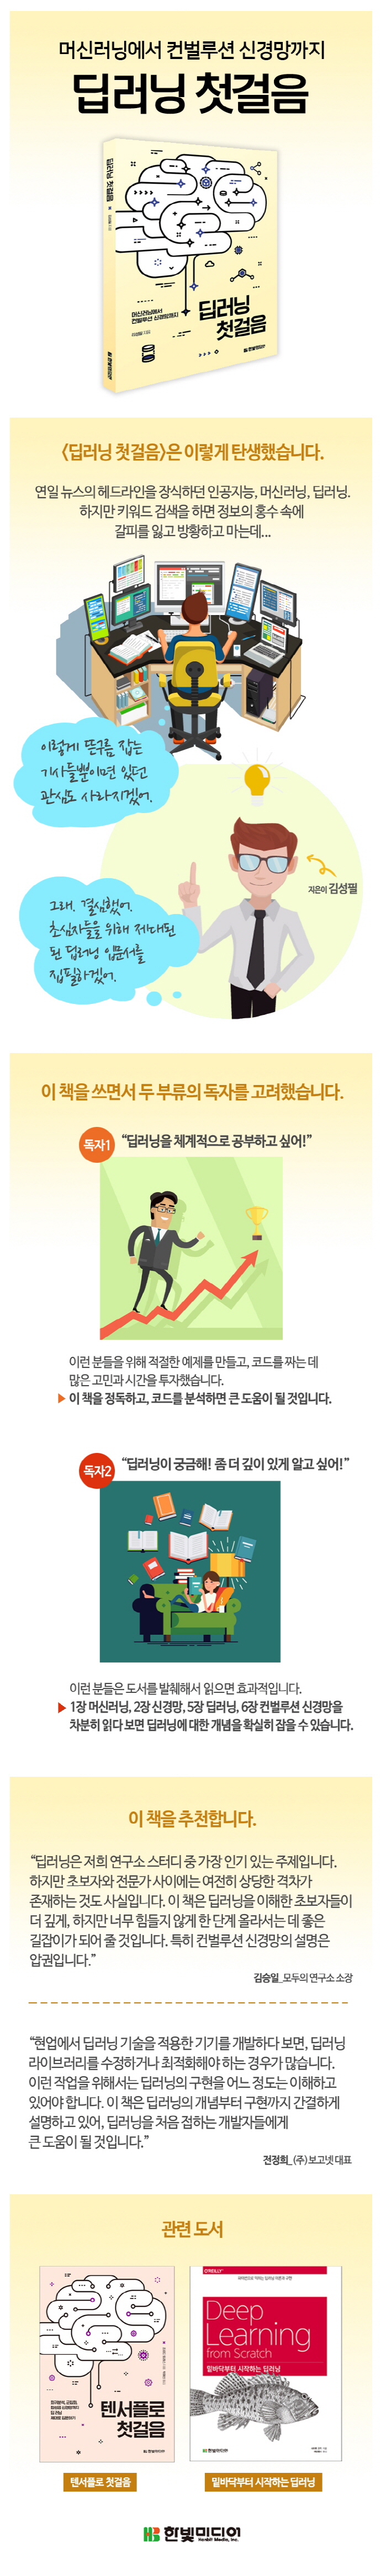 머신러닝에서 컨벌루션 신경망까지
딥러닝 첫걸음
딥러닝 첫걸음
한빛미디어
머신러닝에서
컨벌루션 신경망까지
김성필 지음
딥러닝
첫걸음
한빛미디어
<딥러닝 첫걸음>은 이렇게 탄생했습니다.
연일 뉴스의 헤드라인을 장식하던 인공지능, 머신러닝, 딥러닝.
하지만 키워드 검색을 하면 정보의 홍수 속에
갈피를 잃고 방황하고 마는데...
이렇게 뜬구름 잡는
기사들뿐이면 있던
관심도 사라지겠어.
지은이 김성필
그래, 결심했어.
초심자들을 위해 제대로
된 딥러닝 입문서를
집필하겠어.
이 책을 쓰면서 두 부류의 독자를 고려했습니다.
독자1 “딥러닝을 체계적으로 공부하고 싶어!”
이런 분들을 위해 적절한 예제를 만들고, 코드를 짜는 데
많은 고민과 시간을 투자했습니다.
▶ 이 책을 정독하고, 코드를 분석하면 큰 도움이 될 것입니다.
독자2 “딥러닝이 궁금해! 좀 더 깊이 있게 알고 싶어!”
이런 분들은 도서를 발췌해서 읽으면 효과적입니다.
▶ 1장 머신러닝, 2장 신경망, 5장 딥러닝, 6장 컨벌루션 신경망을
차분히 읽다 보면 딥러닝에 대한 개념을 확실히 잡을 수 있습니다.
이 책을 추천합니다.
“딥러닝은 저희 연구소 스터디 중 가장 인기 있는 주제입니다.
하지만 초보자와 전문가 사이에는 여전히 상당한 격차가
존재하는 것도 사실입니다. 이 책은 딥러닝을 이해한 초보자들이
더 깊게, 하지만 너무 힘들지 않게 한 단계 올라서는 데 좋은
길잡이가 되어 줄 것입니다. 특히 컨벌루션 신경망의 설명은
압권입니다.”
김승일_모두의연구소 소장
“현업에서 딥러닝 기술을 적용한 기기를 개발하다 보면, 딥러닝
라이브러리를 수정하거나 최적화해야 하는 경우가 많습니다.
이런 작업을 위해서는 딥러닝의 구현을 어느 정도는 이해하고
있어야 합니다. 이 책은 딥러닝의 개념부터 구현까지 간결하게
설명하고 있어, 딥러닝을 처음 접하는 개발자들에게
큰 도움이 될 것입니다.”
전정희_(주)보고넷 대표
관련 도서
텐서플로
첫걸음
한빛미디어
O'REILLY
파이썬으로 익히는 딥러닝 이론과 구현
Deep
Learning
from Scratch
밑바닥부터 시작하는 딥러닝
한빛미디어
텐서플로 첫걸음
밑바닥부터 시작하는 딥러닝
한빛미디어
Hanbit Media, Inc.